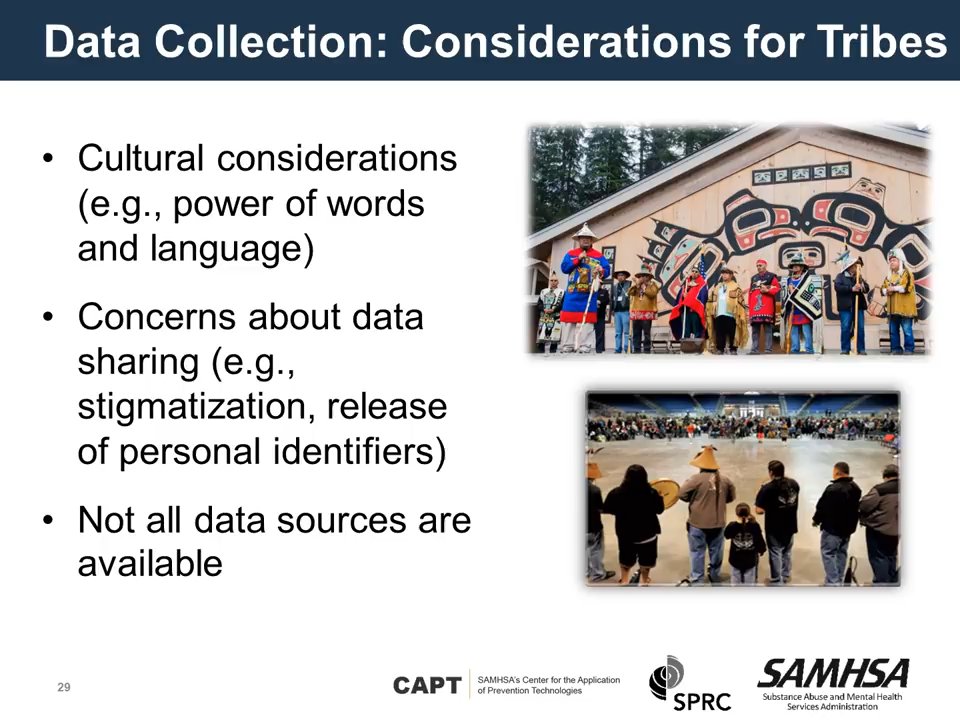 Data Collection: Considerations for Tribes
• Cultural considerations
(e.g., power of words
and language)
• Concerns about data
sharing (e.g.,
stigmatization, release
of personal identifiers)
• Not all data sources are
available
29
CAPT
SAMHSA's Center for the Application
of Prevention Technologies
SPRC
SAMHSA
Substance Abuse and Mental Health
Services Administration